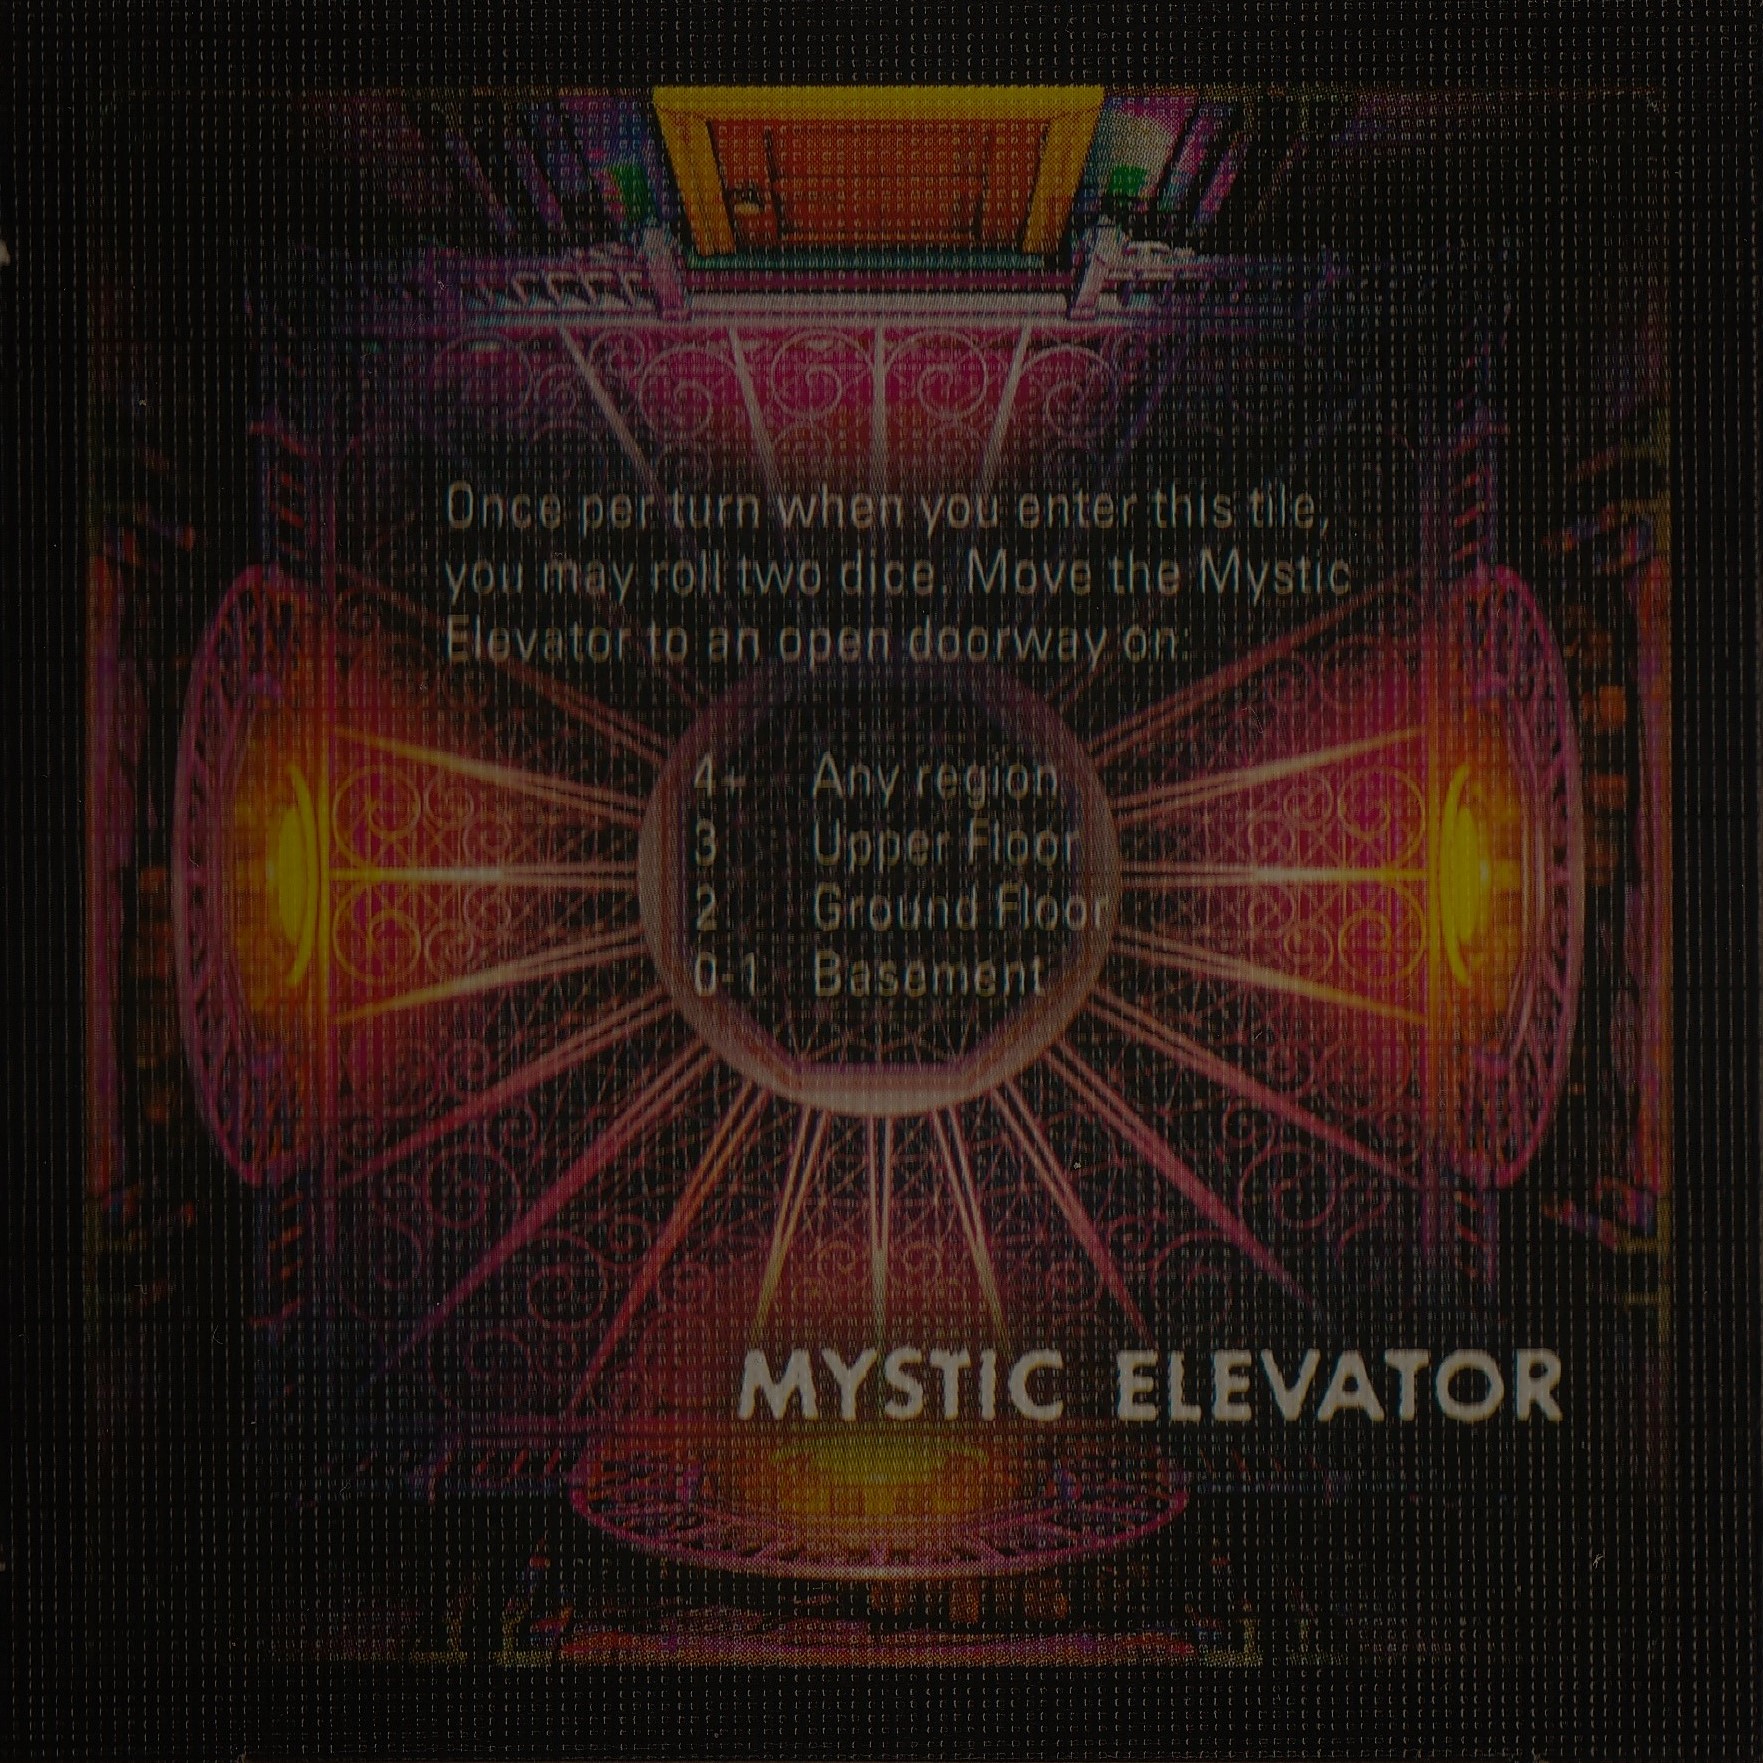 Once per turn when you enter this tile,
you may roll two dice. Move the Mystic
Elevator to an open doorway on:
4+ Any region
3 Upper Floor
2 Ground Floor
0-1 Basement
MYSTIC ELEVATOR